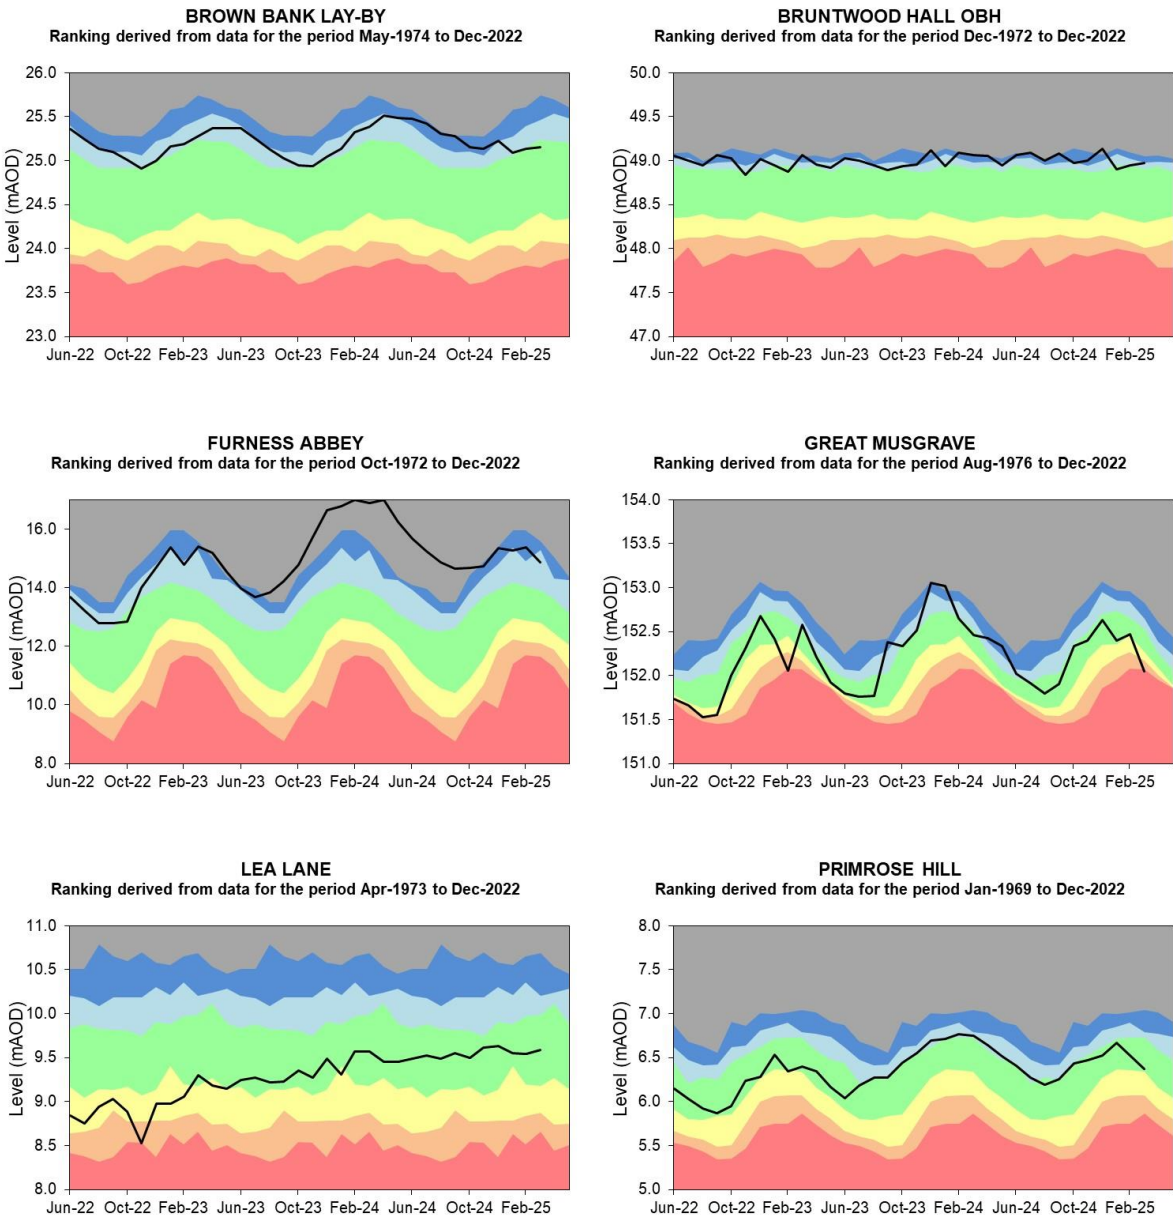 BROWN BANK LAY-BY
Ranking derived from data for the period May-1974 to Dec-2022
Level (mAOD)
26.0
25.5
25.0
24.5
24.0
23.5
23.0
Jun-22 Oct-22 Feb-23 Jun-23 Oct-23 Feb-24 Jun-24 Oct-24 Feb-25
BRUNTWOOD HALL OBH
Ranking derived from data for the period Dec-1972 to Dec-2022
Level (mAOD)
50.0
49.5
49.0
48.5
48.0
47.5
47.0
Jun-22 Oct-22 Feb-23 Jun-23 Oct-23 Feb-24 Jun-24 Oct-24 Feb-25
FURNESS ABBEY
Ranking derived from data for the period Oct-1972 to Dec-2022
Level (mAOD)
16.0
14.0
12.0
10.0
8.0
Jun-22 Oct-22 Feb-23 Jun-23 Oct-23 Feb-24 Jun-24 Oct-24 Feb-25
GREAT MUSGRAVE
Ranking derived from data for the period Aug-1976 to Dec-2022
Level (mAOD)
154.0
153.5
153.0
152.5
152.0
151.5
151.0
Jun-22 Oct-22 Feb-23 Jun-23 Oct-23 Feb-24 Jun-24 Oct-24 Feb-25
LEA LANE
Ranking derived from data for the period Apr-1973 to Dec-2022
Level (mAOD)
11.0
10.5
10.0
9.5
9.0
8.5
8.0
Jun-22 Oct-22 Feb-23 Jun-23 Oct-23 Feb-24 Jun-24 Oct-24 Feb-25
PRIMROSE HILL
Ranking derived from data for the period Jan-1969 to Dec-2022
Level (mAOD)
8.0
7.5
7.0
6.5
6.0
5.5
5.0
Jun-22 Oct-22 Feb-23 Jun-23 Oct-23 Feb-24 Jun-24 Oct-24 Feb-25